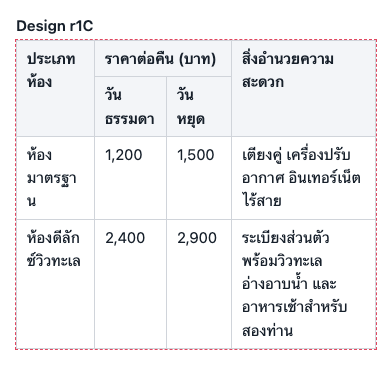 Design r1C
ประเภท
ห้อง
ราคาต่อคืน (บาท)
วัน
ธรรมดา
วัน
หยุด
สิ่งอำนวยความ
สะดวก
ห้อง
มาตรฐา
น
1,200
1,500
เตียงคู่ เครื่องปรับ
อากาศ อินเทอร์เน็ต
ไร้สาย
ห้องดีลัก
ซ์วิวทะเล
2,400
2,900
ระเบียงส่วนตัว
พร้อมวิวทะเล
อ่างอาบน้ำ และ
อาหารเช้าสำหรับ
สองท่าน